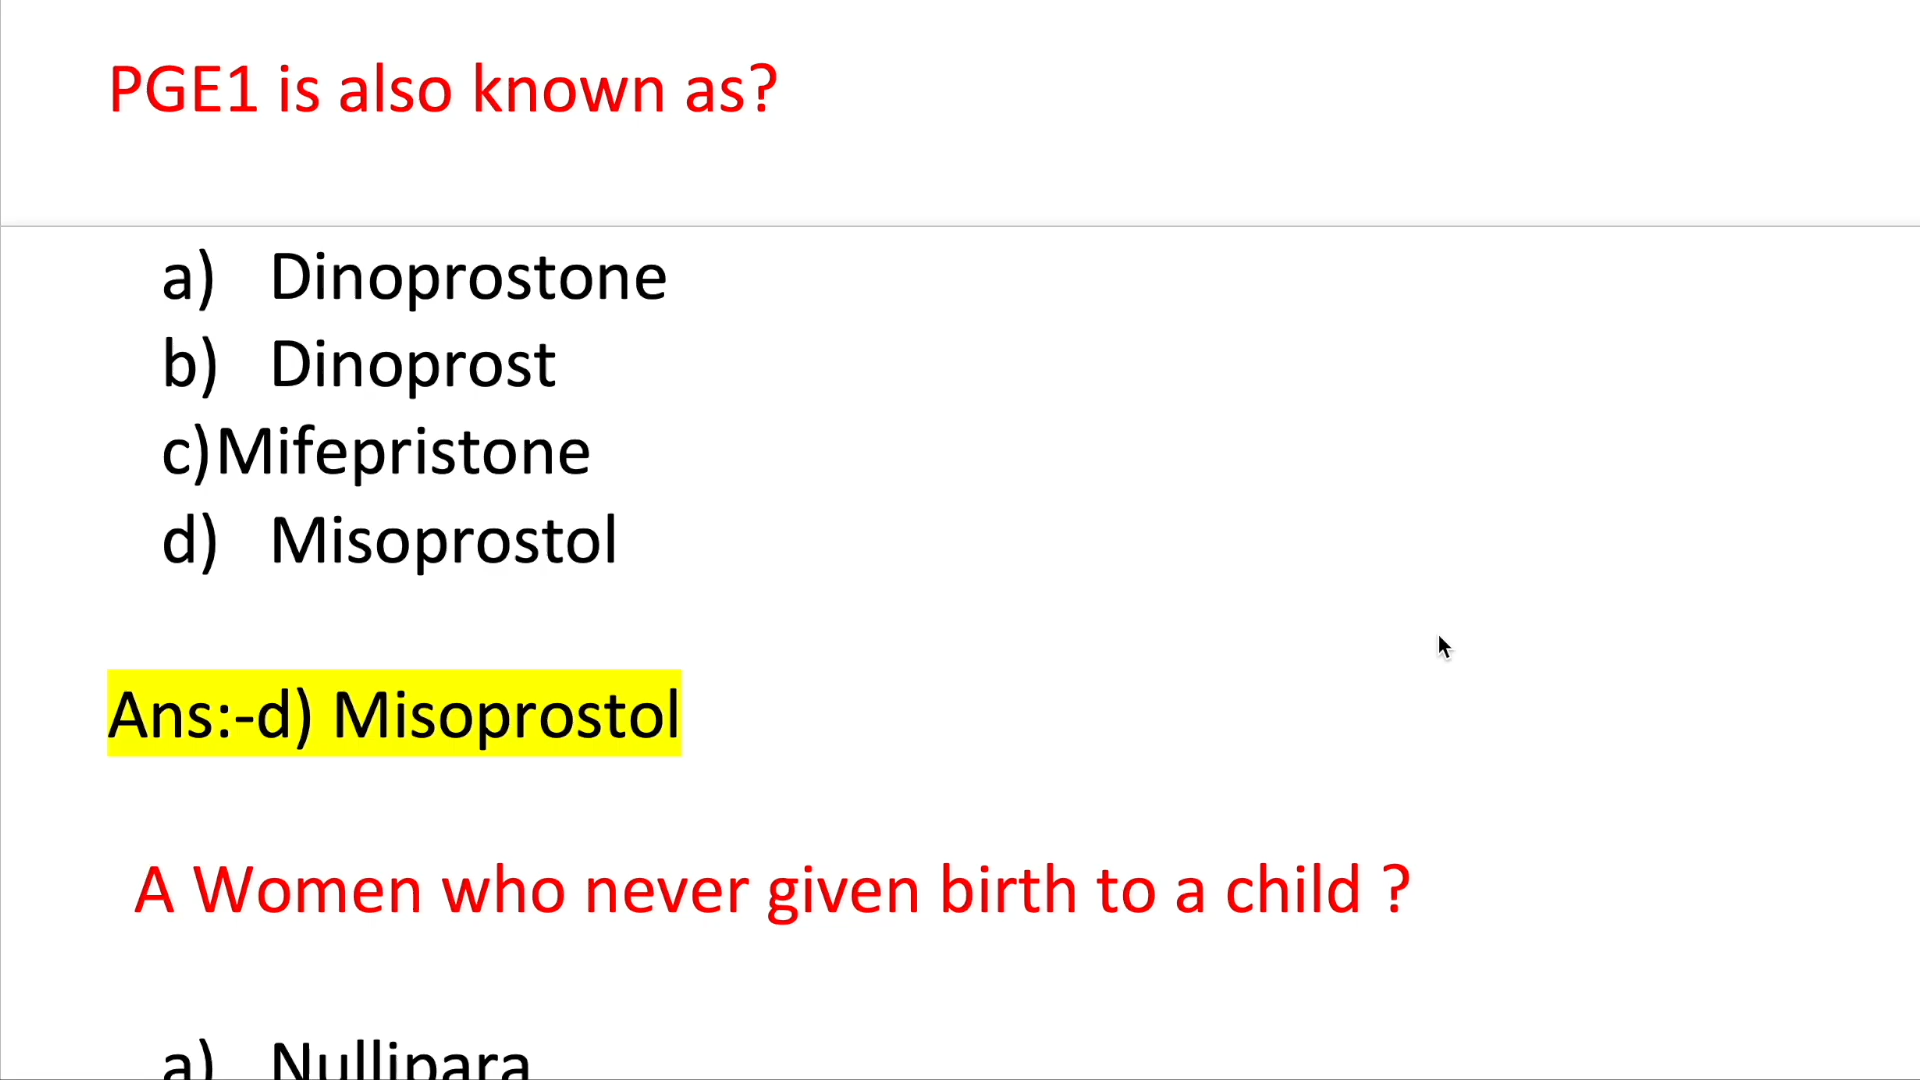 PGE1 is also known as?
a) Dinoprostone
b) Dinoprost
c)Mifepristone
d) Misoprostol
Ans:-d) Misoprostol
A Women who never given birth to a child ?
a) Nullipara